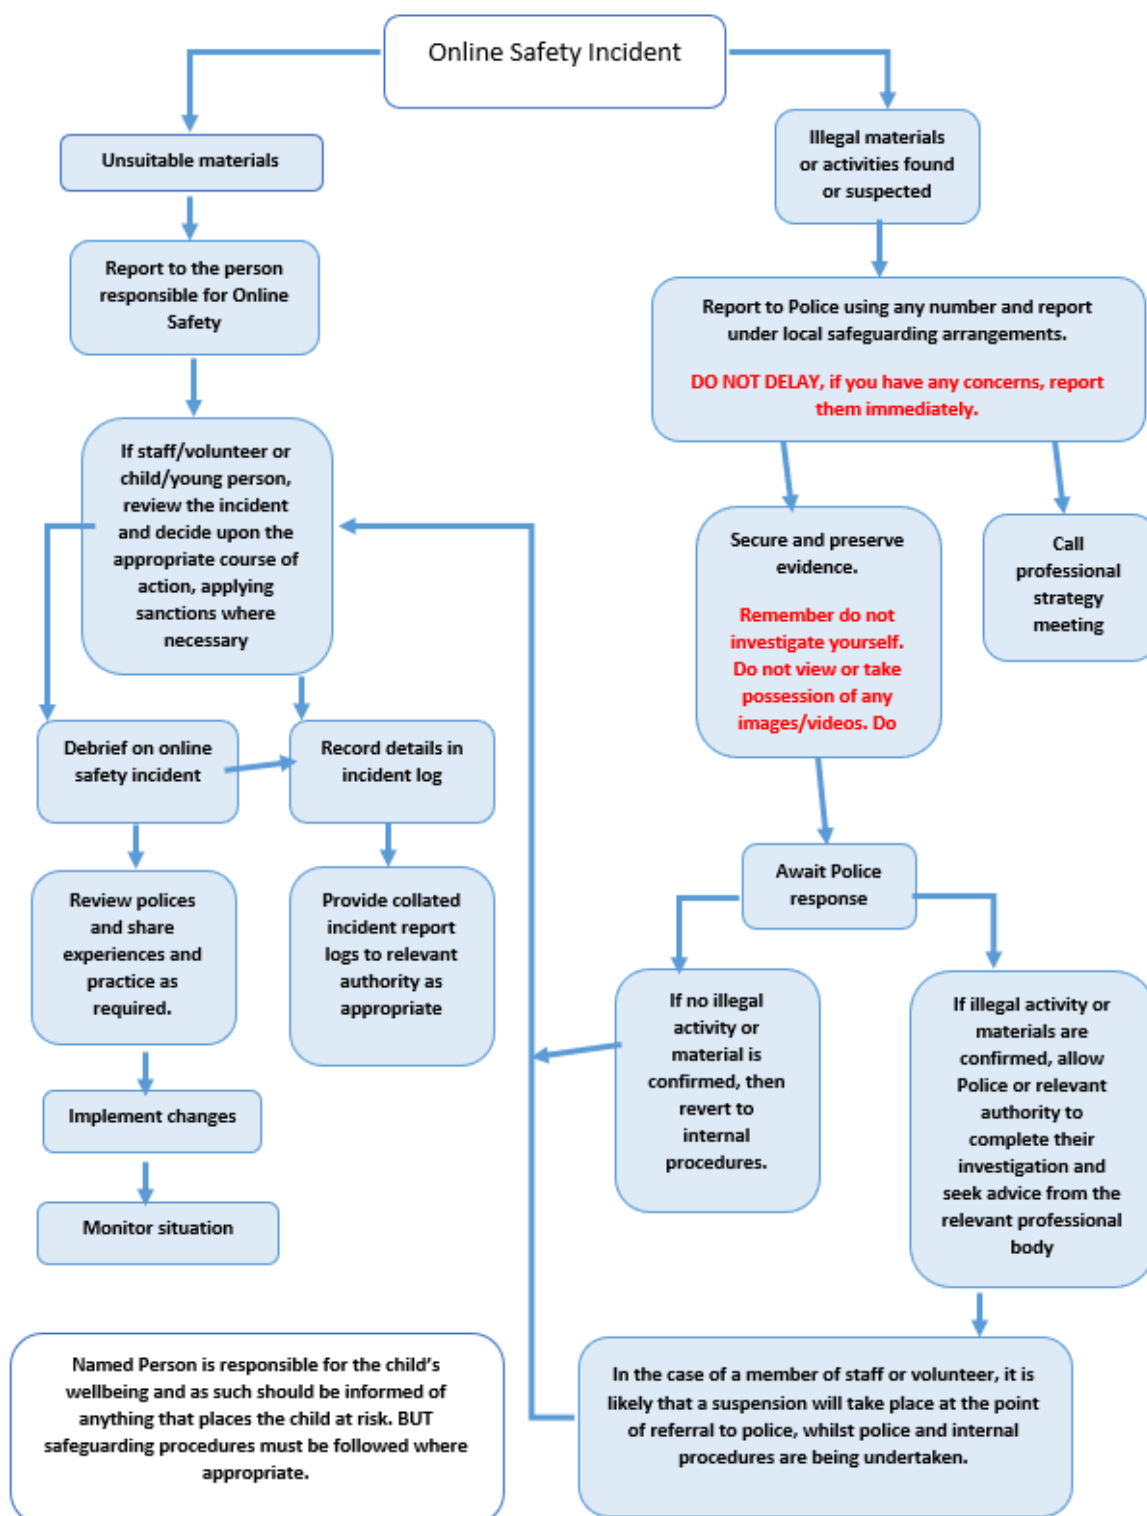 Online Safety Incident
Unsuitable materials
Illegal materials
or activities found
or suspected
Report to the person
responsible for Online
Safety
Report to Police using any number and report
under local safeguarding arrangements.
DO NOT DELAY, if you have any concerns, report
them immediately.
If staff/volunteer or
child/young person,
review the incident
and decide upon the
appropriate course of
action, applying
sanctions where
necessary
Secure and preserve
evidence.
Remember do not
investigate yourself.
Do not view or take
possession of any
images/videos. Do
Call
professional
strategy
meeting
Debrief on online
safety incident
Record details in
incident log
Review polices
and share
experiences and
practice as
required.
Provide collated
incident report
logs to relevant
authority as
appropriate
Await Police
response
If no illegal
activity or
material is
confirmed, then
revert to
internal
procedures.
If illegal activity or
materials are
confirmed, allow
Police or relevant
authority to
complete their
investigation and
seek advice from the
relevant professional
body
Implement changes
Monitor situation
Named Person is responsible for the child's
wellbeing and as such should be informed of
anything that places the child at risk. BUT
safeguarding procedures must be followed where
appropriate.
In the case of a member of staff or volunteer, it is
likely that a suspension will take place at the point
of referral to police, whilst police and internal
procedures are being undertaken.